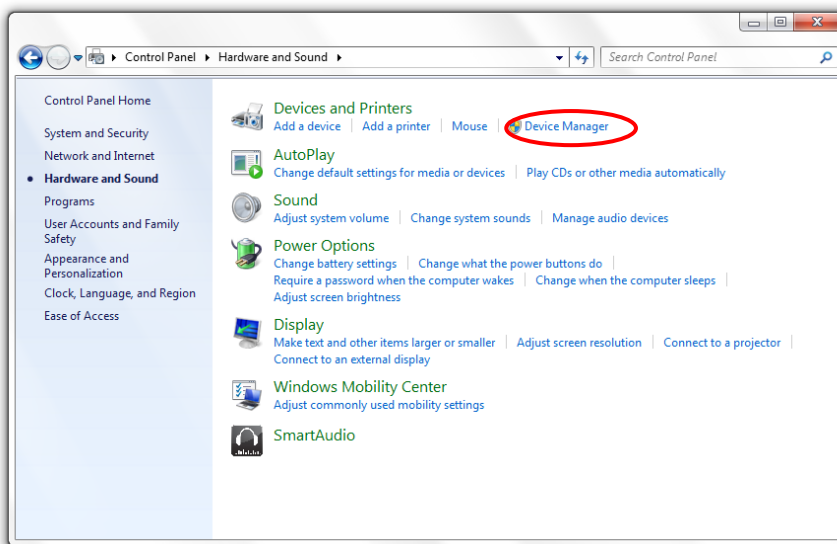 Control Panel Hardware and Sound
Search Control Panel
Control Panel Home
System and Security
Network and Internet
Hardware and Sound
Programs
User Accounts and Family
Safety
Appearance and
Personalization
Clock, Language, and Region
Ease of Access
Devices and Printers
Add a device Add a printer Mouse Device Manager
AutoPlay
Change default settings for media or devices Play CDs or other media automatically
Sound
Adjust system volume Change system sounds Manage audio devices
Power Options
Change battery settings Change what the power buttons do
Require a password when the computer wakes Change when the computer sleeps
Adjust screen brightness
Display
Make text and other items larger or smaller Adjust screen resolution Connect to a projector
Connect to an external display
Windows Mobility Center
Adjust commonly used mobility settings
SmartAudio